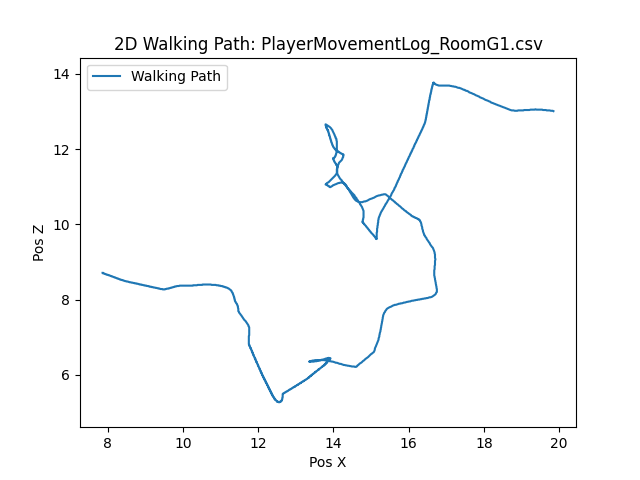 2D Walking Path: PlayerMovementLog_RoomG1.csv
Walking Path
14
12
10
8
6
Pos Z
8 10 12 14 16 18 20
Pos X